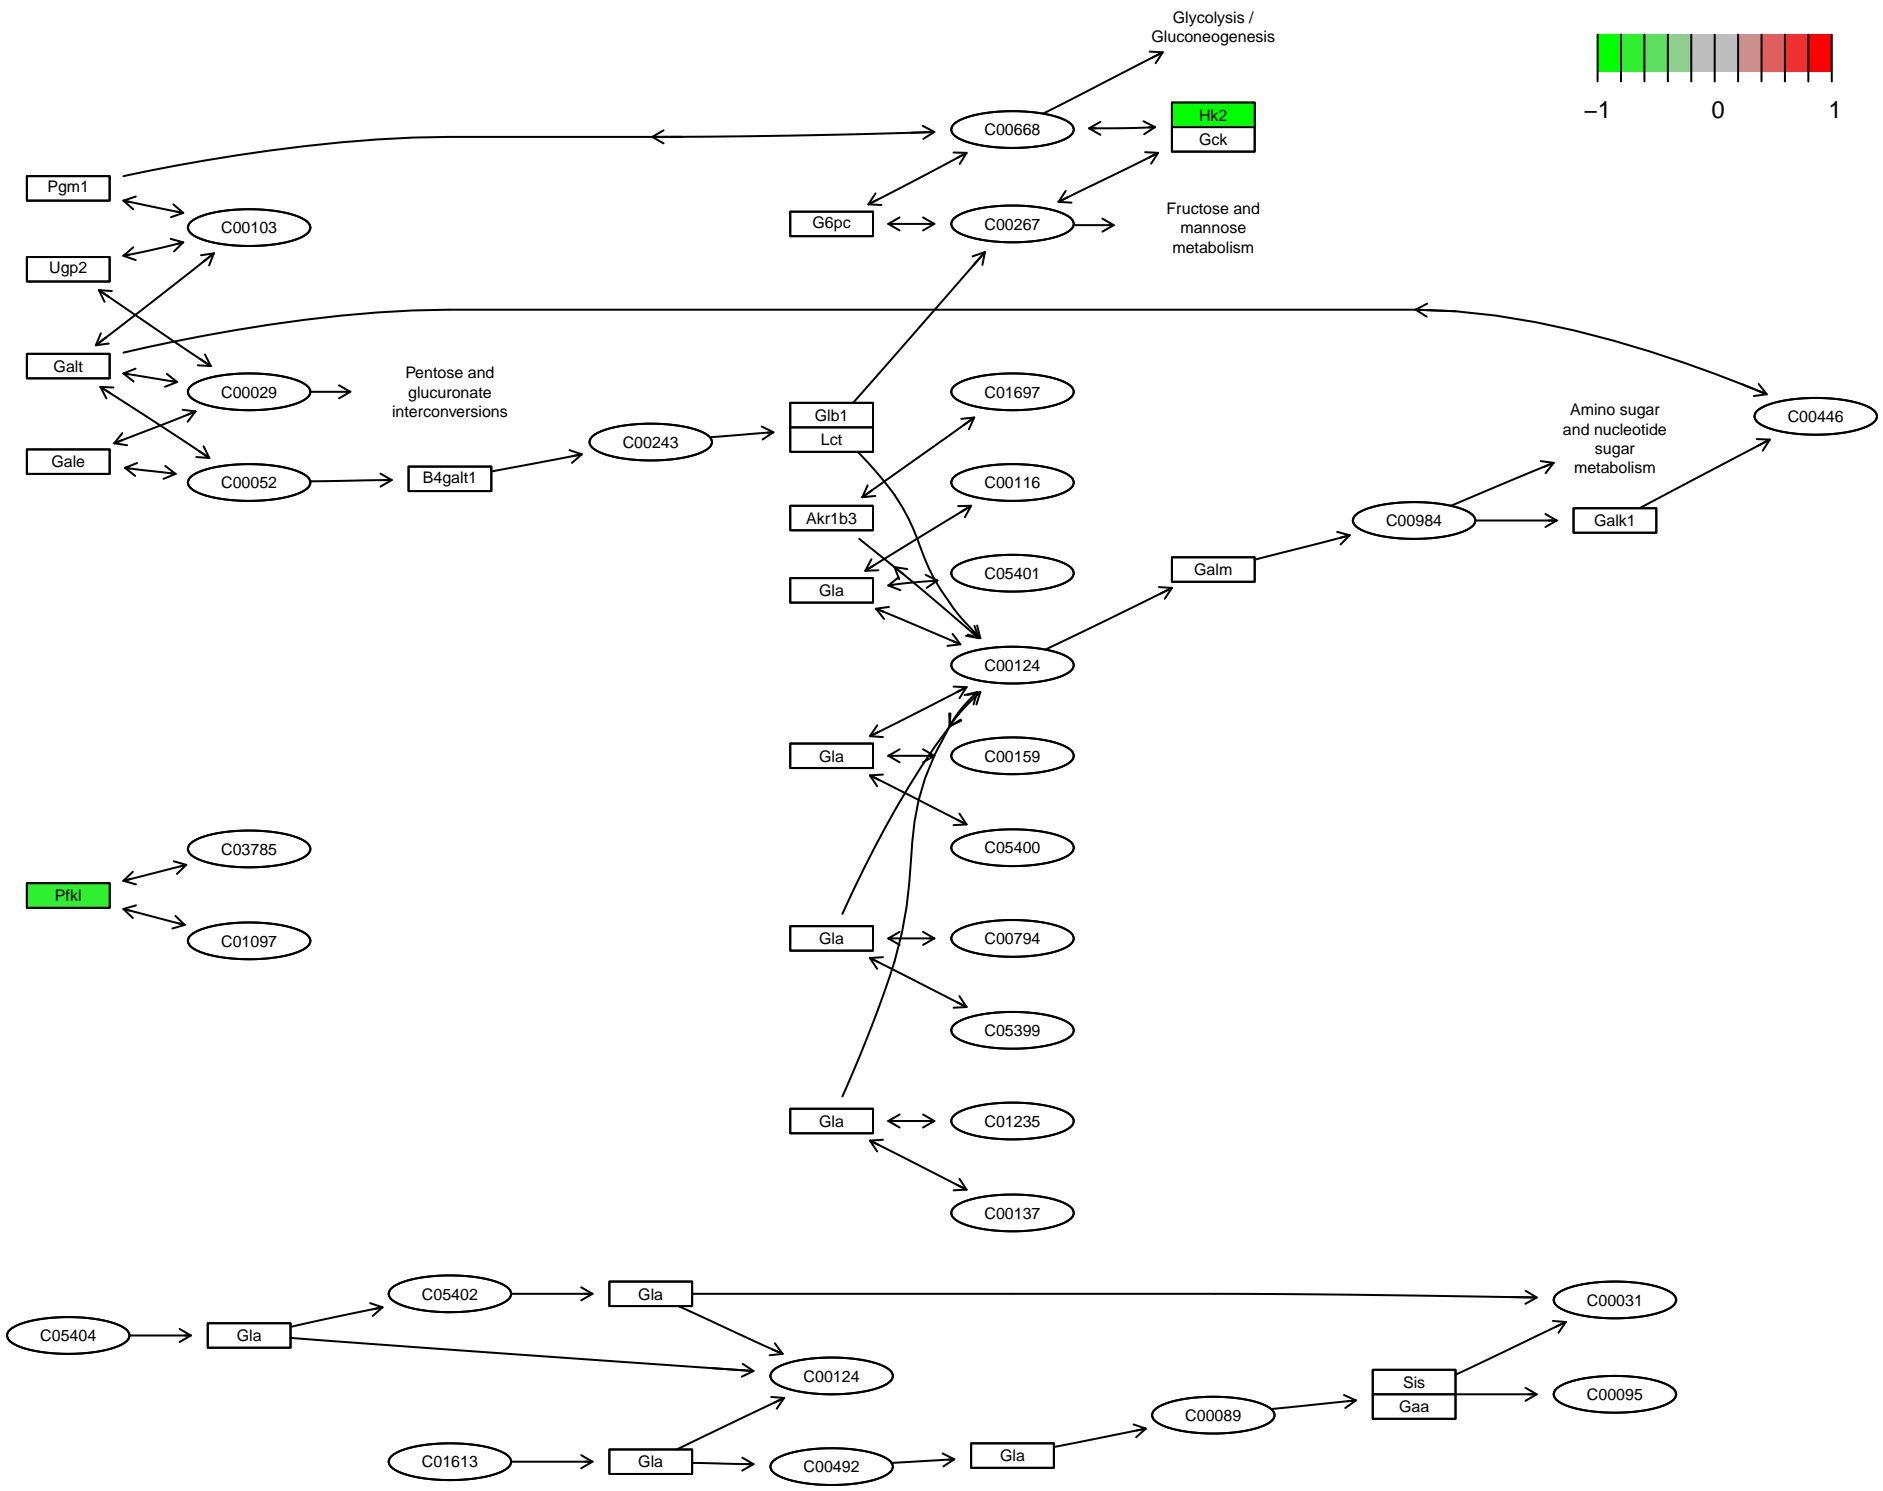 Glycolysis /
Gluconeogenesis
−1
0
1
Hk2
C00668
Gck
Pgm1
C00103
G6pc
C00267
Fructose and
mannose
metabolism
Ugp2
Galt
C00029
Pentose and
glucuronate
interconversions
C01697
Glb1
Lct
C00243
Amino sugar
and nucleotide
sugar
metabolism
C00446
Gale
C00052
B4galt1
C00116
Akr1b3
C00984
Galk1
C05401
Galm
Gla
C00124
Gla
C00159
C05400
C03785
Pfkl
C01097
Gla
C00794
C05399
Gla
C01235
C00137
C05402
Gla
C00031
C05404
Gla
C00124
Sis
Gaa
C00095
C00089
C01613
Gla
C00492
Gla